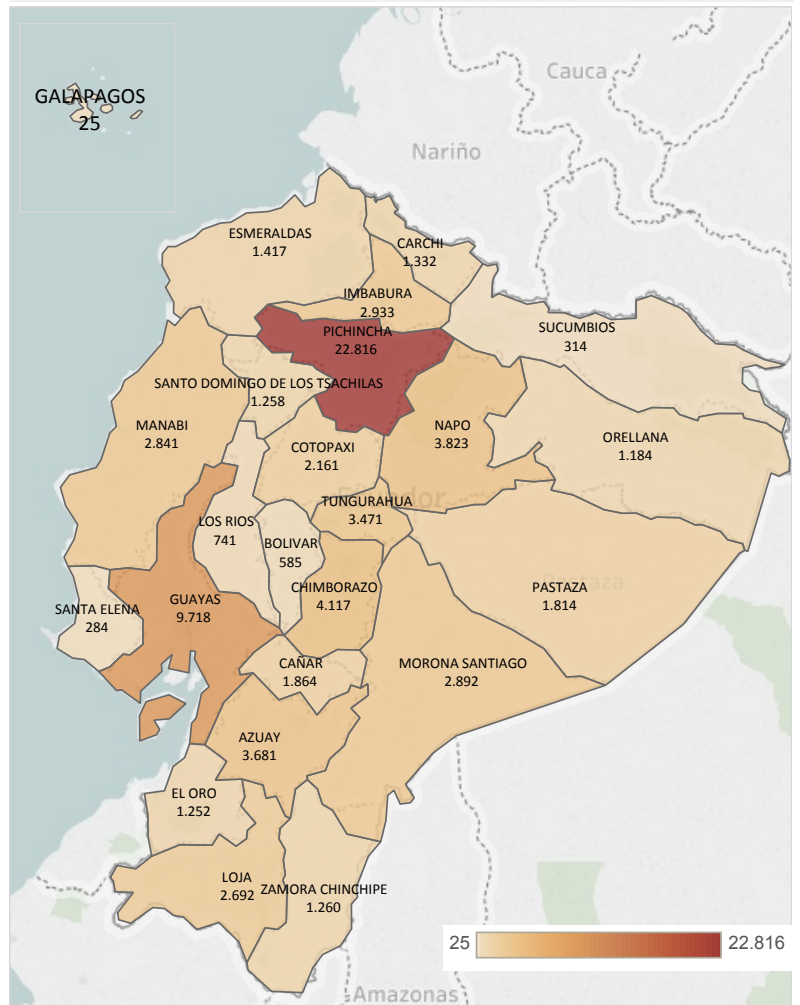 Cauca
GALAPAGOS
25
Nariño
ESMERALDAS
1.417
CARCHI
1.332
IMBABURA
2.933
PICHINCHA
22.816
SUCUMBIOS
314
SANTO DOMINGO DE LOS TSACHILAS
1.258
MANABI
2.841
NAPO
3.823
ORELLANA
1.184
COTOPAXI
2.161
TUNGURAHUA
3.471
LOS RIOS
741
BOLIVAR
585
CHIMBORAZO
4.117
Pastaza
PASTAZA
1.814
SANTA ELENA
284
GUAYAS
9.718
CAÑAR
1.864
MORONA SANTIAGO
2.892
AZUAY
3.681
EL ORO
1.252
LOJA
2.692
ZAMORA CHINCHIPE
1.260
25
22.816
Amazonas